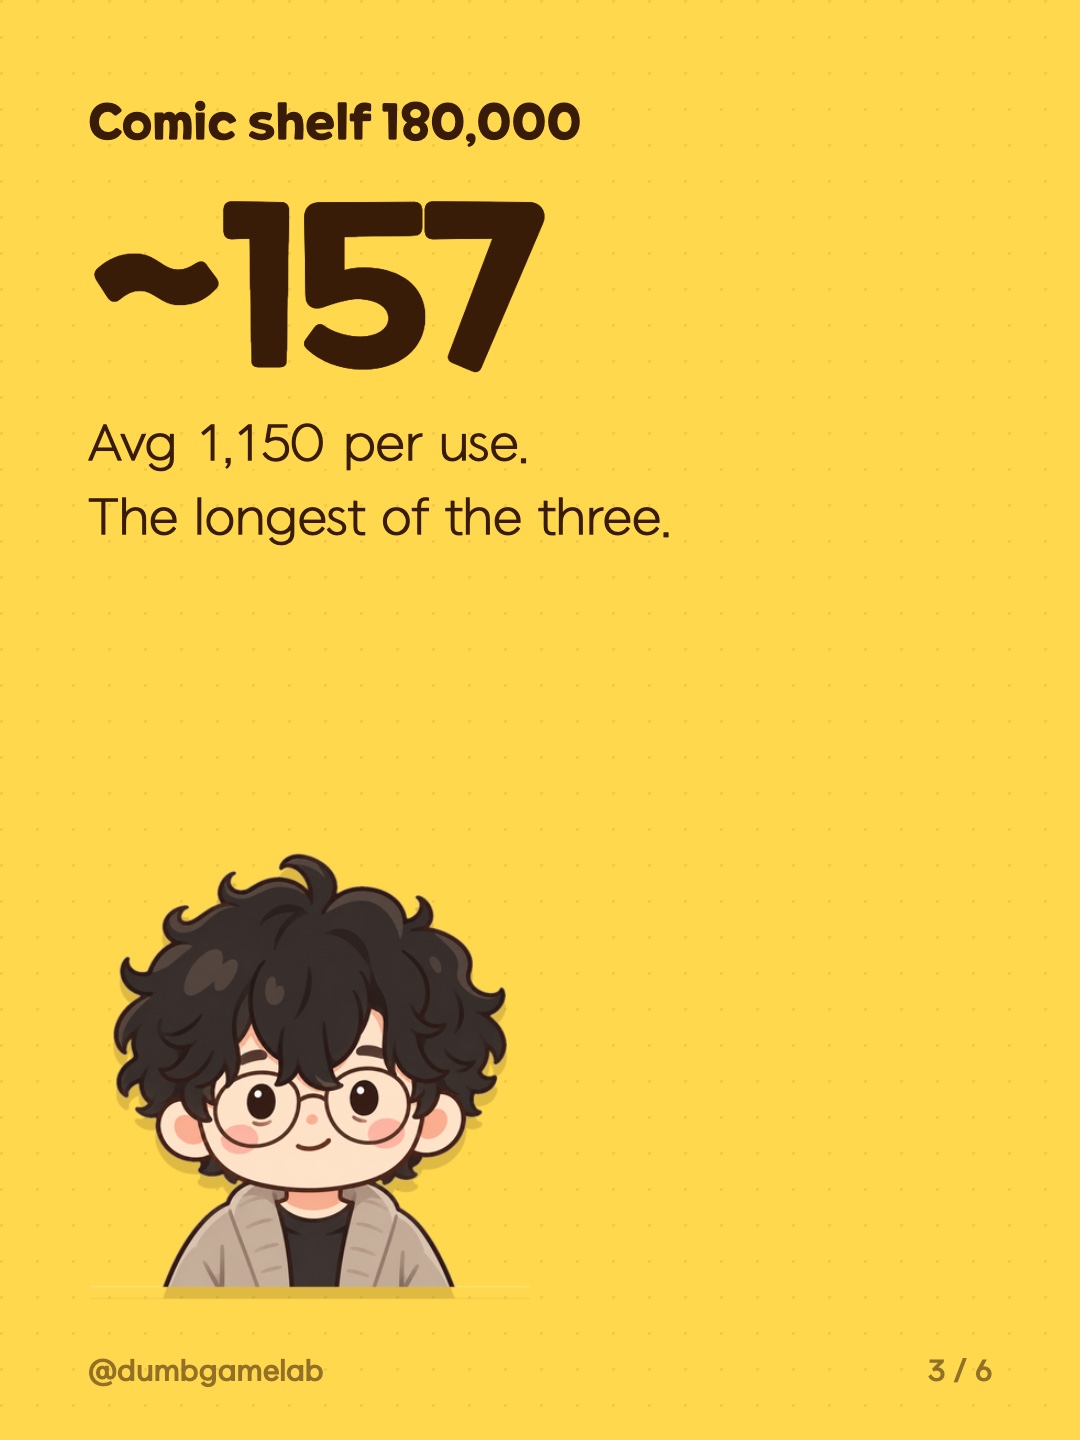 Comic shelf 180,000
~157
Avg 1,150 per use.
The longest of the three.
@dumbgamelab
3 / 6